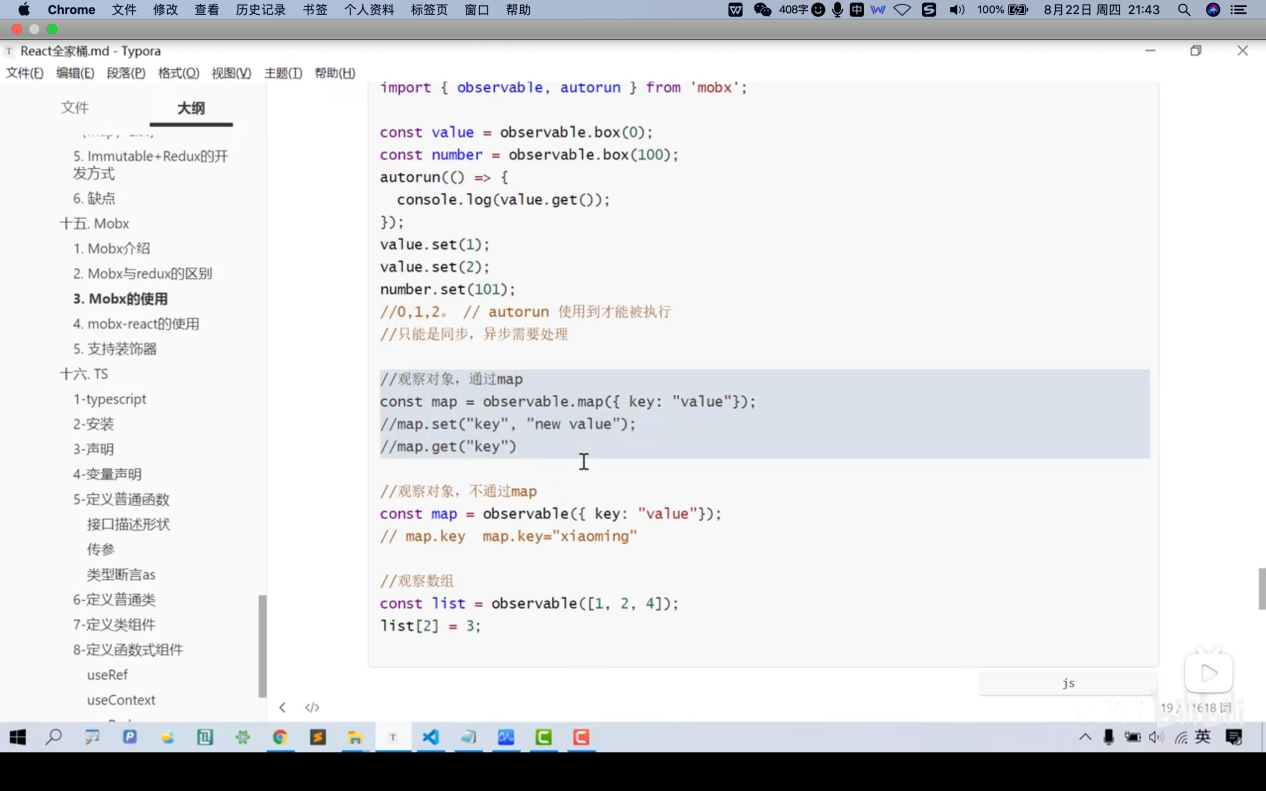 Chrome 文件 修改 查看 历史记录 书签 个人资料 标签页 窗口 帮助 408字 中 100% 8月22日 周四 21:43
React全家桶.md - Typora
文件(F) 编辑(E) 段落(P) 格式(O) 视图(V) 主题(T) 帮助(H)
文件 大纲
5. Immutable+Redux的开
发方式
6. 缺点
十五. Mobx
1. Mobx介绍
2. Mobx与redux的区别
3. Mobx的使用
4. mobx-react的使用
5. 支持装饰器
十六. TS
1-typescript
2-安装
3-声明
4-变量声明
5-定义普通函数
接口描述形状
传参
类型断言as
6-定义普通类
7-定义类组件
8-定义函数式组件
useRef
useContext
import { observable, autorun } from 'mobx';
const value = observable.box(0);
const number = observable.box(100);
autorun(() => {
  console.log(value.get());
});
value.set(1);
value.set(2);
number.set(101);
//0,1,2。 // autorun 使用到才能被执行
//只能是同步，异步需要处理
//观察对象，通过map
const map = observable.map({ key: "value"});
//map.set("key", "new value");
//map.get("key")
//观察对象，不通过map
const map = observable({ key: "value"});
// map.key  map.key="xiaoming"
//观察数组
const list = observable([1, 2, 4]);
list[2] = 3;
js
19 / 11618 词
bilibili
英